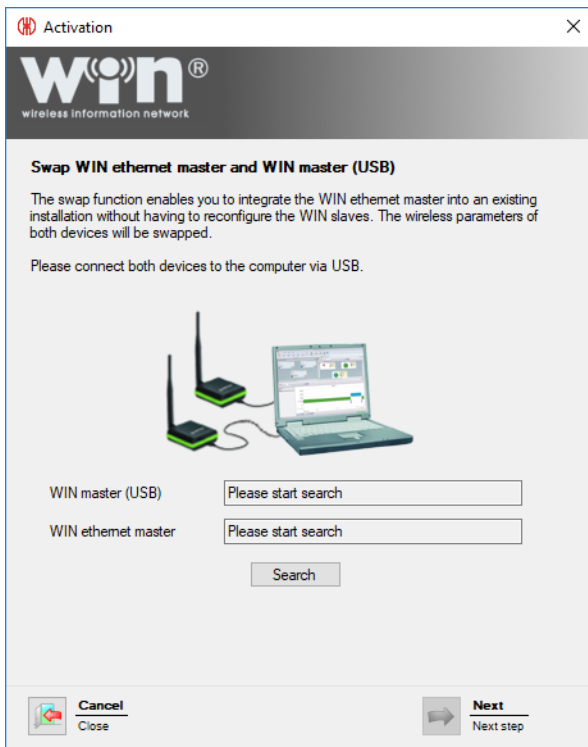 Activation
WIN®
wireless information network
Swap WIN ethernet master and WIN master (USB)
The swap function enables you to integrate the WIN ethernet master into an existing
installation without having to reconfigure the WIN slaves. The wireless parameters of
both devices will be swapped.
Please connect both devices to the computer via USB.
WIN master (USB)
Please start search
WIN ethernet master
Please start search
Search
Cancel
Close
Next
Next step